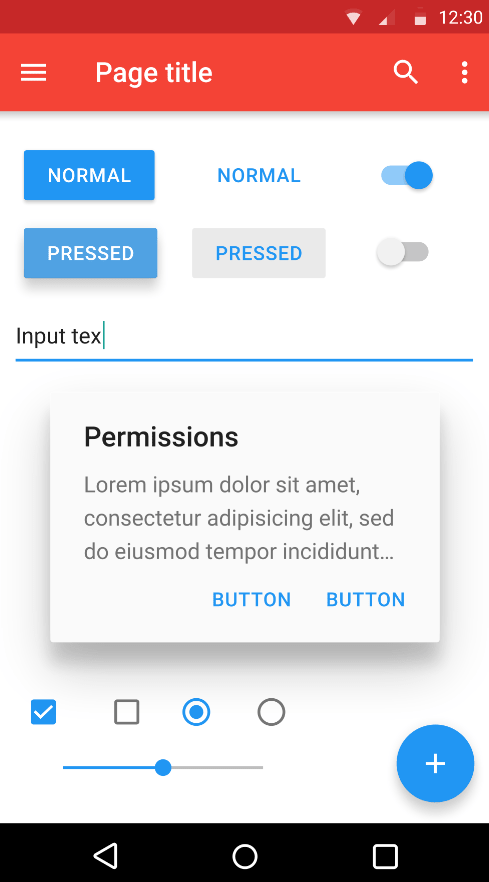 12:30
Page title
NORMAL NORMAL
PRESSED PRESSED
Input tex
Permissions
Lorem ipsum dolor sit amet,
consectetur adipisicing elit, sed
do eiusmod tempor incididunt...
BUTTON BUTTON